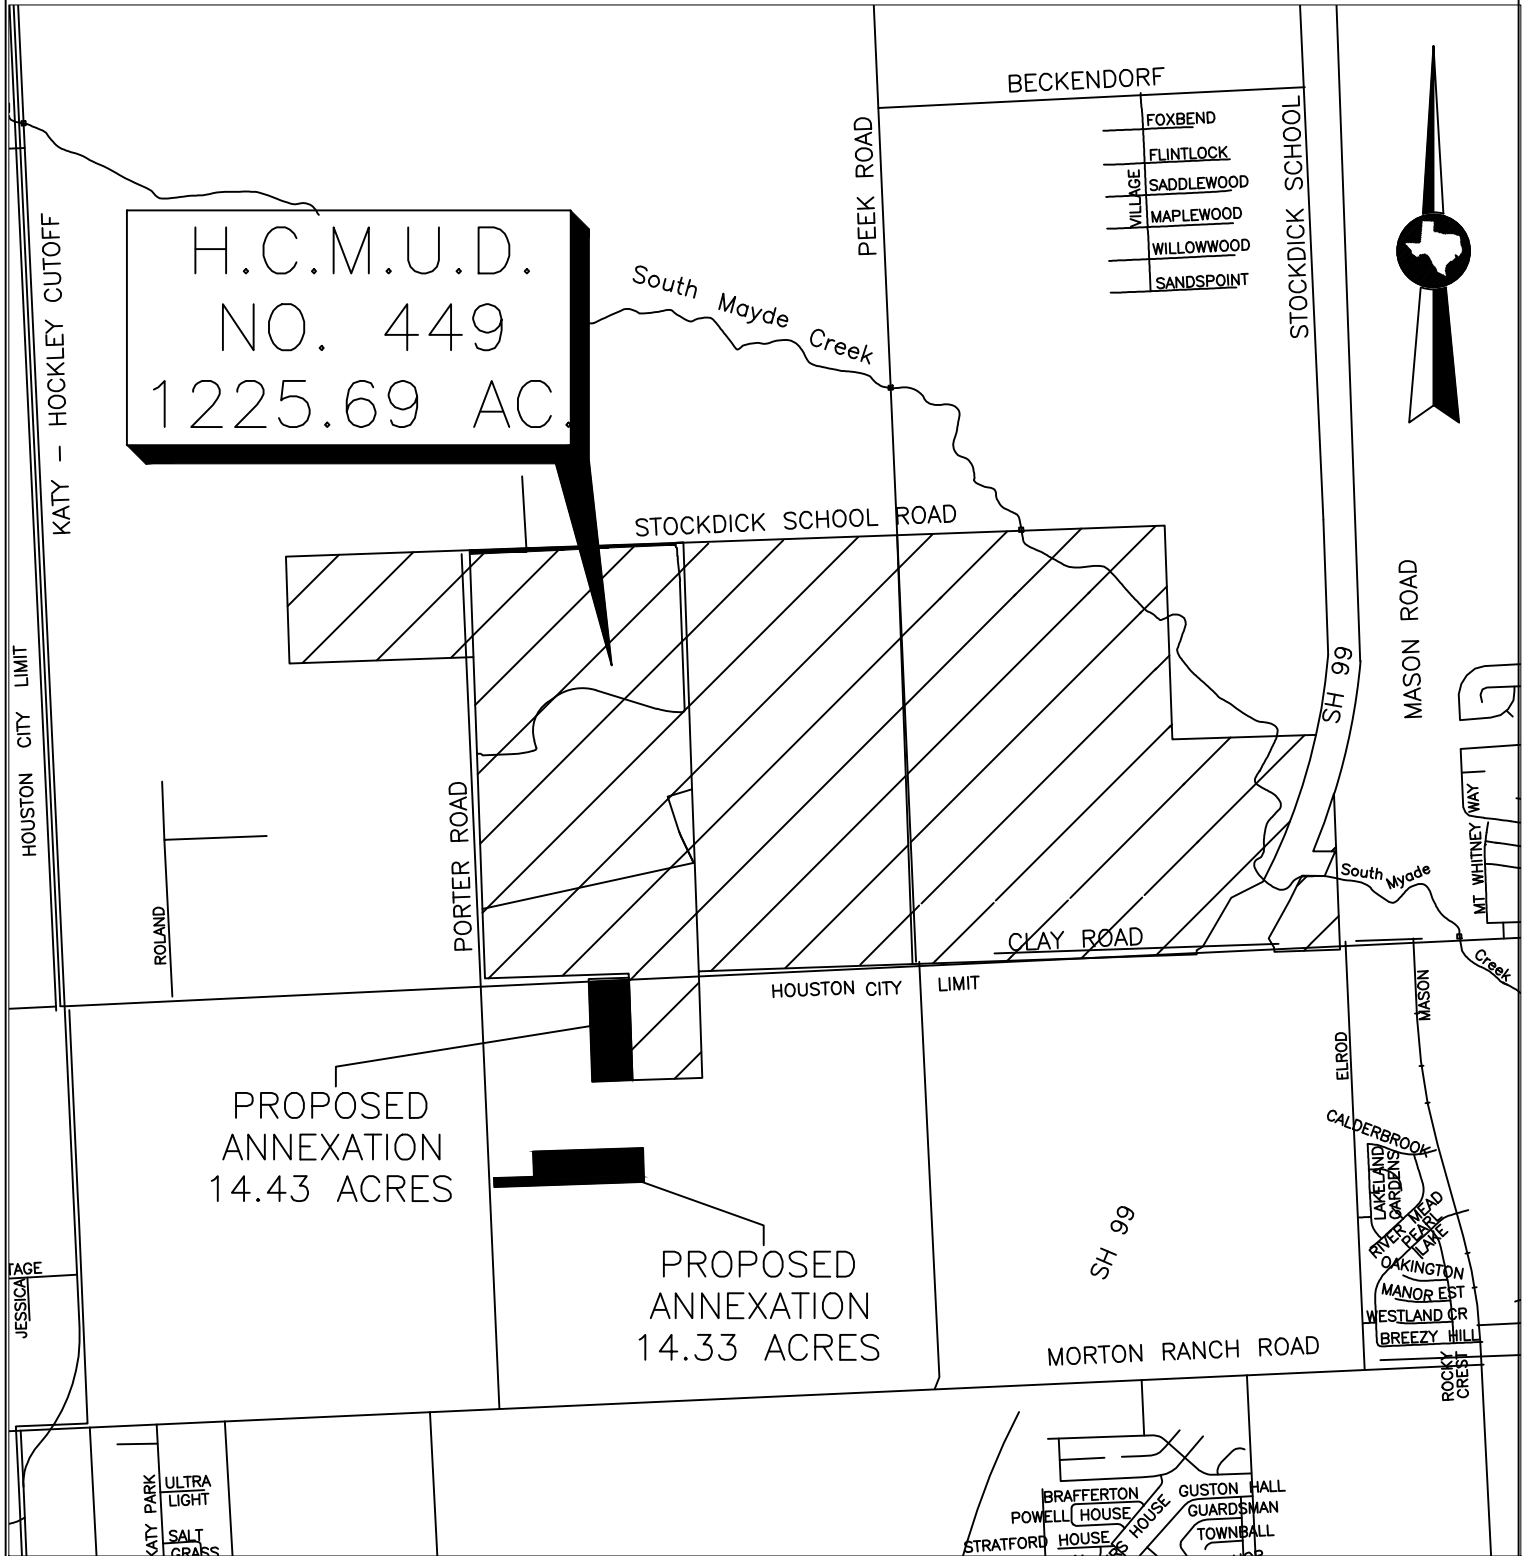 BECKENDORF
FOXBEND
FLINTLOCK
SADDLEWOOD
MAPLEWOOD
WILLOWWOOD
SANDSPOINT
VILLAGE
STOCKDICK SCHOOL
PEEK ROAD
KATY - HOCKLEY CUTOFF
H.C.M.U.D.
NO. 449
1225.69 AC.
South Mayde Creek
STOCKDICK SCHOOL ROAD
MASON ROAD
SH 99
HOUSTON CITY LIMIT
PORTER ROAD
ROLAND
MT WHITNEY WAY
South Myade
Creek
CLAY ROAD
HOUSTON CITY LIMIT
MASON
ELROD
PROPOSED
ANNEXATION
14.43 ACRES
PROPOSED
ANNEXATION
14.33 ACRES
CALDERBROOK
LAKELAND
GARDENS
RIVER MEAD
PEARL
LAKE
OAKINGTON
MANOR EST
WESTLAND CR
BREEZY HILL
SH 99
MORTON RANCH ROAD
ROCKY
CREST
TAGE
JESSICA
KATY PARK
ULTRA
LIGHT
SALT
GRASS
BRAFFERTON
POWELL HOUSE
STRATFORD HOUSE
HOUSE
GUSTON HALL
GUARDSMAN
TOWNBALL